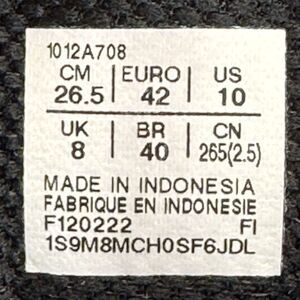 1012A708
CM | EURO | US
26.5 | 42 | 10
UK | BR | CN
8 | 40 | 265(2.5)
MADE IN INDONESIA
FABRIQUE EN INDONESIE
F120222 FI
1S9M8MCH0SF6JDL